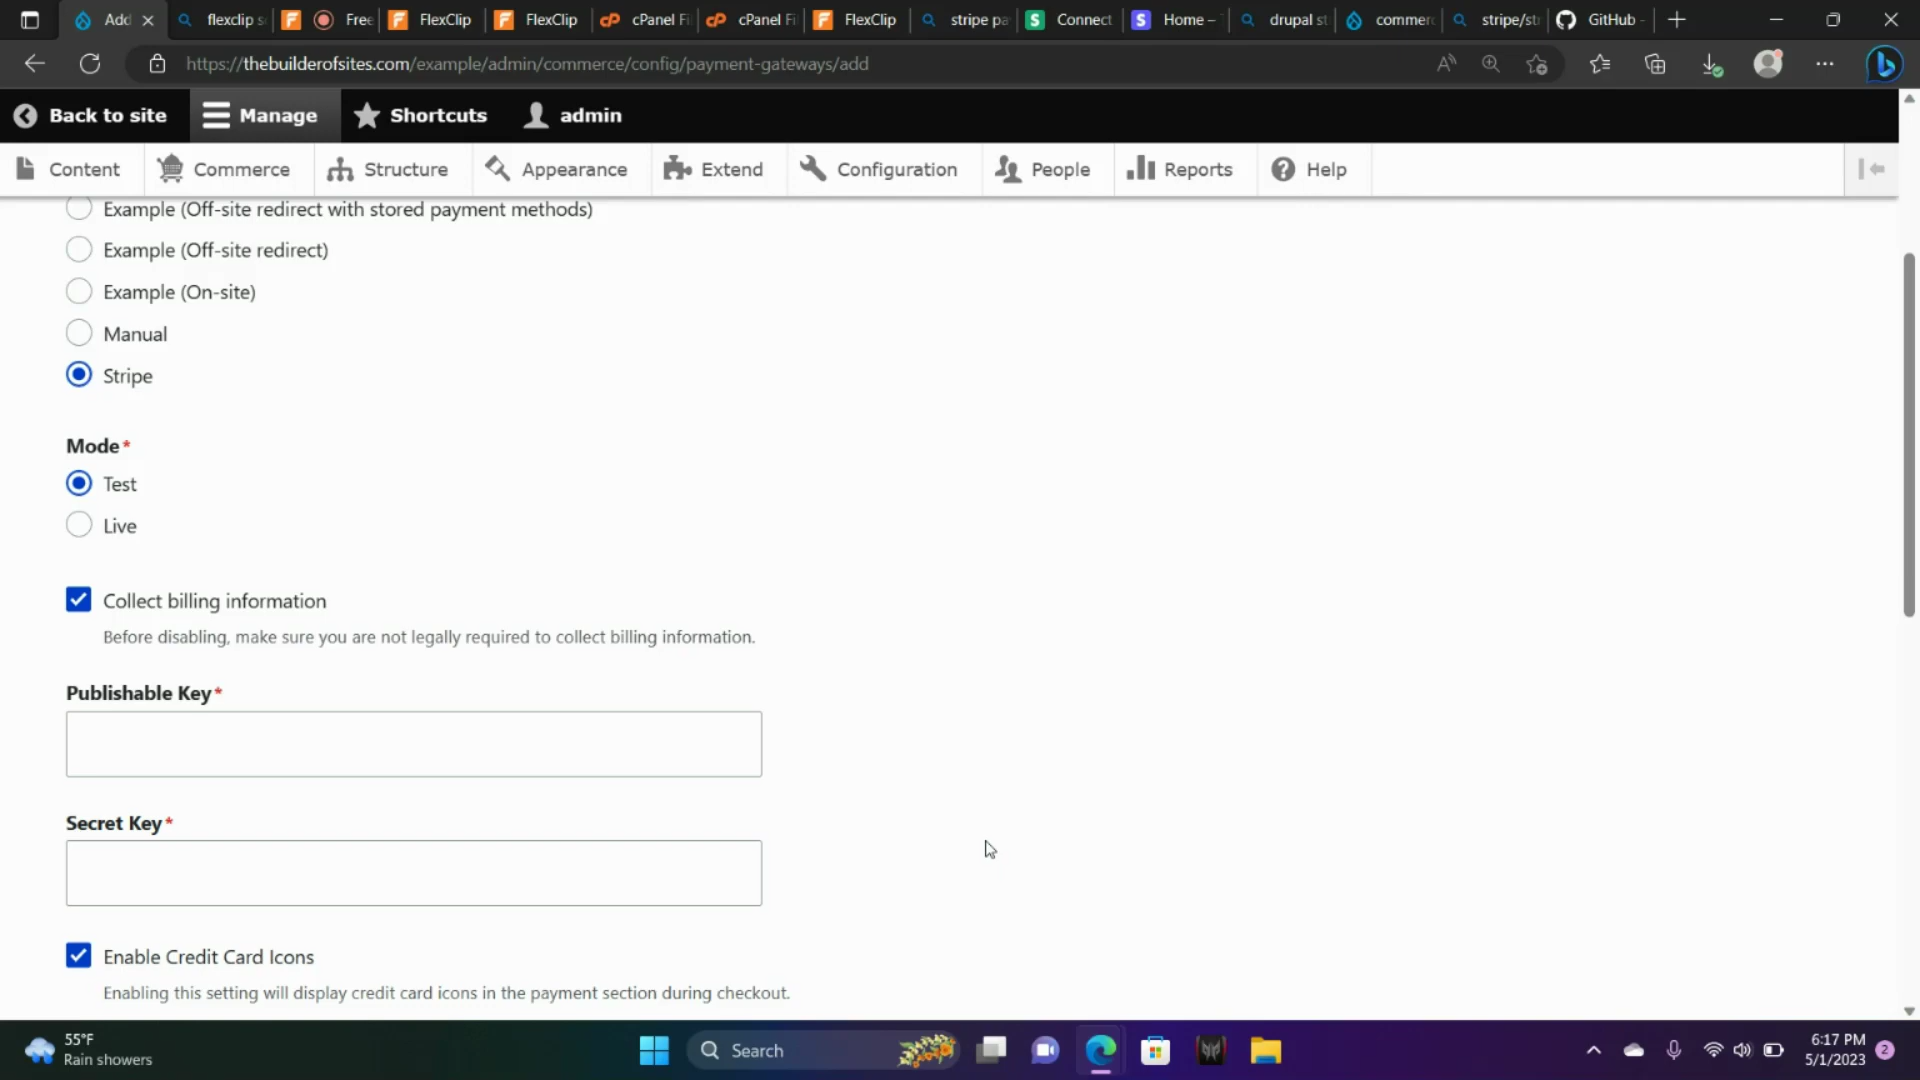 Add
flexclip s
Free
FlexClip
FlexClip
cPanel Fi
cPanel Fi
FlexClip
stripe pa
Connect
Home –
drupal st
commerc
stripe/str
GitHub -
https://thebuilderofsites.com/example/admin/commerce/config/payment-gateways/add
Back to site
Manage
Shortcuts
admin
Content
Commerce
Structure
Appearance
Extend
Configuration
People
Reports
Help
Example (Off-site redirect with stored payment methods)
Example (Off-site redirect)
Example (On-site)
Manual
Stripe
Mode*
Test
Live
Collect billing information
Before disabling, make sure you are not legally required to collect billing information.
Publishable Key*
Secret Key*
Enable Credit Card Icons
Enabling this setting will display credit card icons in the payment section during checkout.
55°F
Rain showers
Search
6:17 PM
5/1/2023
2